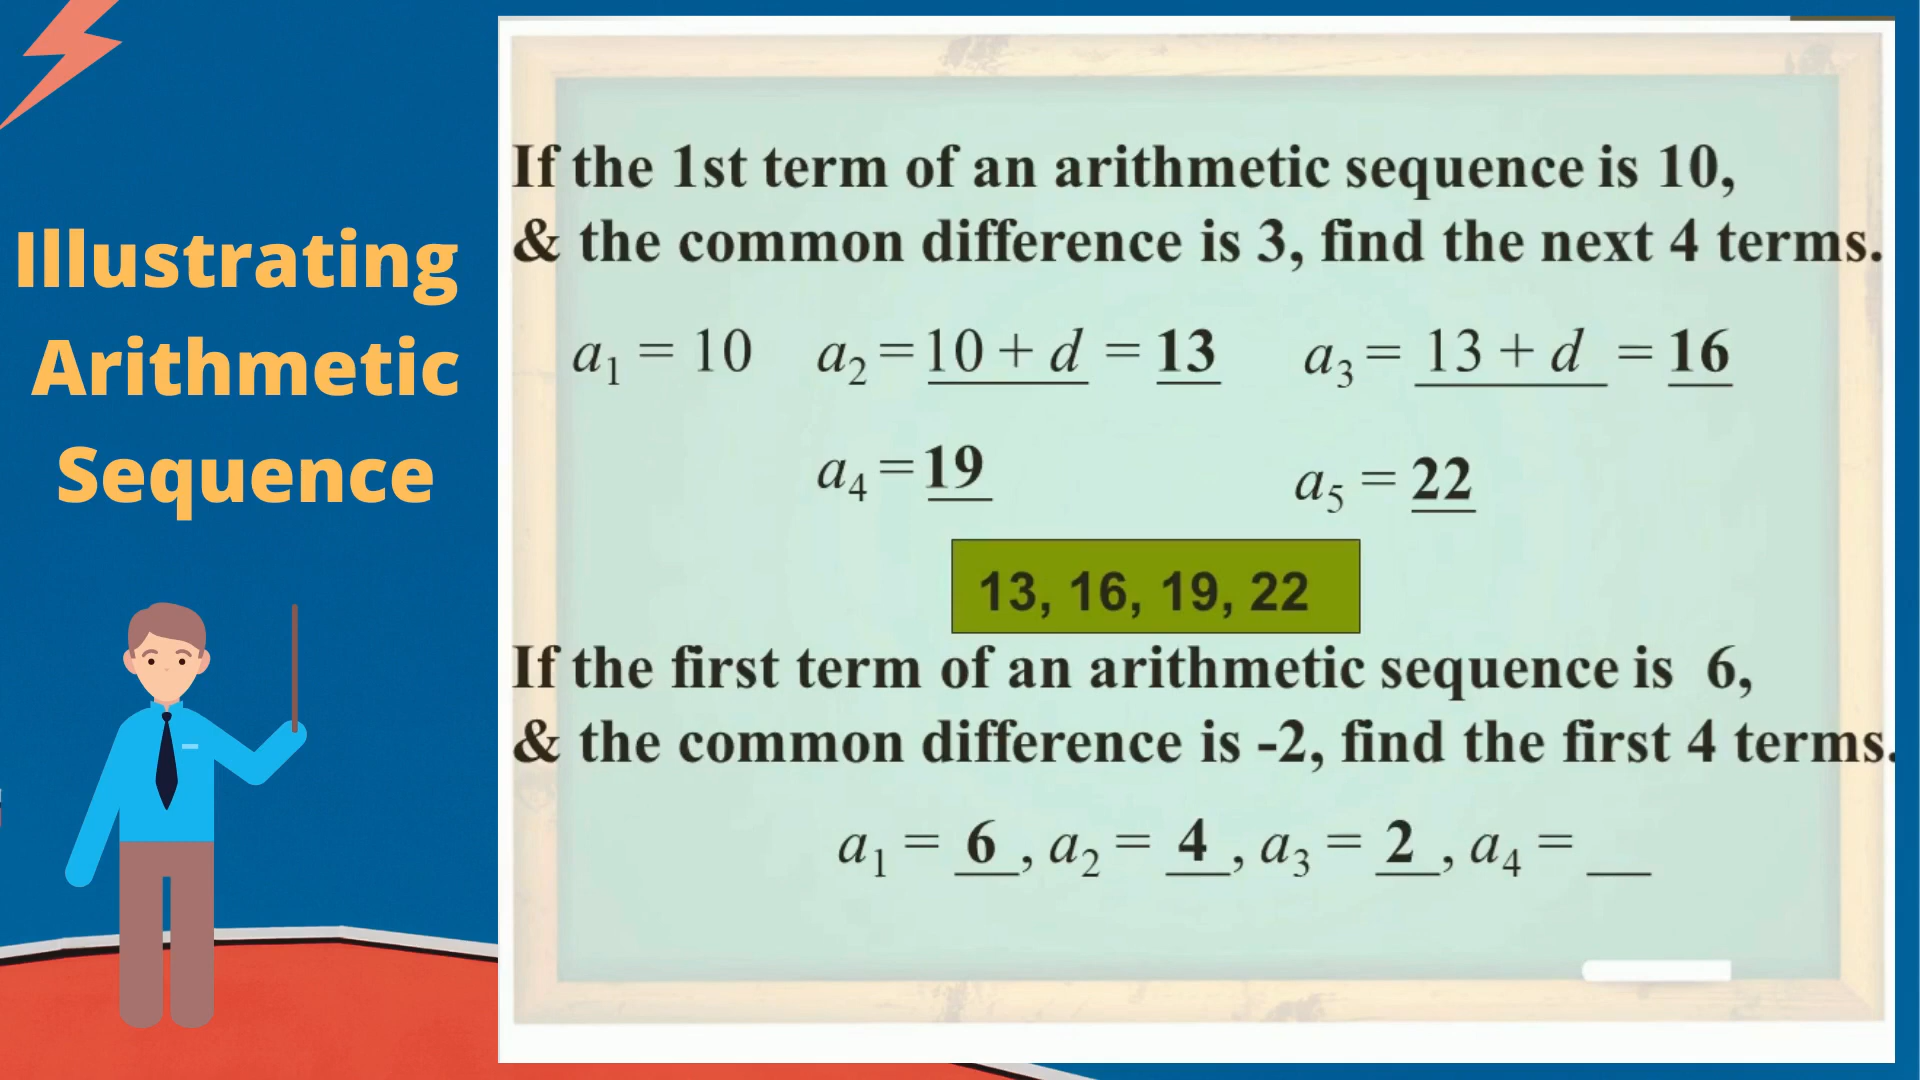 Illustrating
Arithmetic
Sequence
If the 1st term of an arithmetic sequence is 10,
& the common difference is 3, find the next 4 terms.
a₁ = 10 a₂ = 10 + d = 13 a₃ = 13 + d = 16
a₄ = 19 a₅ = 22
13, 16, 19, 22
If the first term of an arithmetic sequence is 6,
& the common difference is -2, find the first 4 terms.
a₁ = 6 , a₂ = 4 , a₃ = 2 , a₄ = __